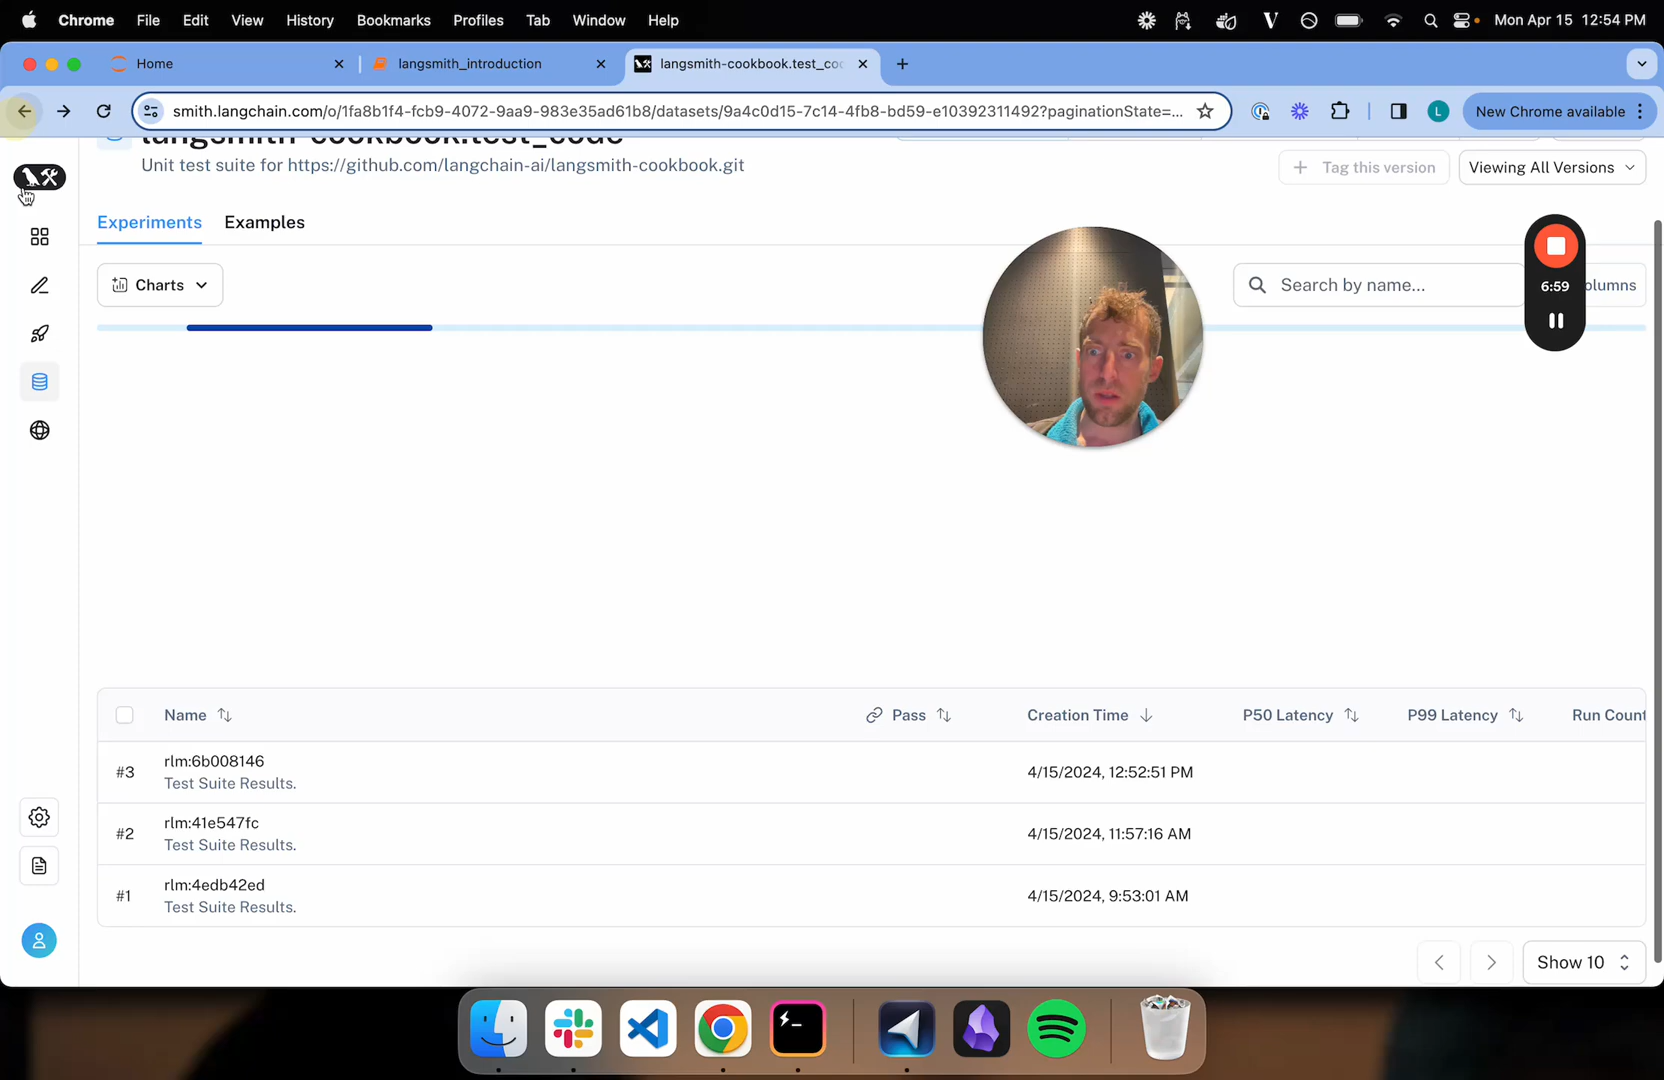 Chrome File Edit View History Bookmarks Profiles Tab Window Help V Mon Apr 15 12:54 PM
Home langsmith_introduction langsmith-cookbook.test_co
smith.langchain.com/o/1fa8b1f4-fcb9-4072-9aa9-983e35ad61b8/datasets/9a4c0d15-7c14-4fb8-bd59-e10392311492?paginationState=... L New Chrome available
langsmith-cookbook.test_code
Unit test suite for https://github.com/langchain-ai/langsmith-cookbook.git
Tag this version Viewing All Versions
Experiments Examples
Charts Search by name... olumns
6:59
Name Pass Creation Time P50 Latency P99 Latency Run Count
#3 rlm:6b008146 4/15/2024, 12:52:51 PM
Test Suite Results.
#2 rlm:41e547fc 4/15/2024, 11:57:16 AM
Test Suite Results.
#1 rlm:4edb42ed 4/15/2024, 9:53:01 AM
Test Suite Results.
Show 10